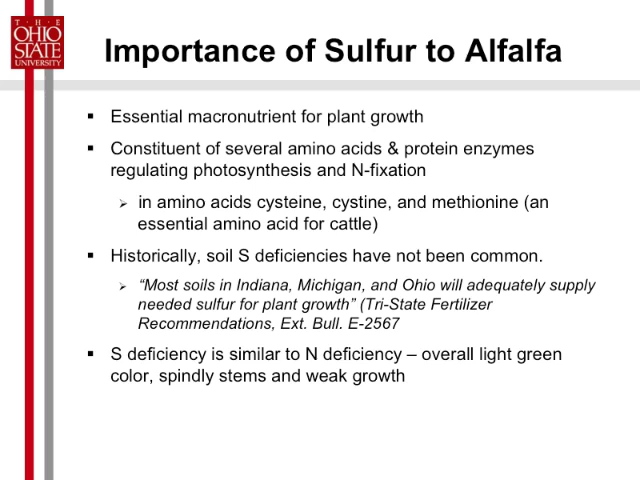 THE
OHIO
STATE
UNIVERSITY
Importance of Sulfur to Alfalfa
▪ Essential macronutrient for plant growth
▪ Constituent of several amino acids & protein enzymes
regulating photosynthesis and N-fixation
➢ in amino acids cysteine, cystine, and methionine (an
essential amino acid for cattle)
▪ Historically, soil S deficiencies have not been common.
➢ “Most soils in Indiana, Michigan, and Ohio will adequately supply
needed sulfur for plant growth” (Tri-State Fertilizer
Recommendations, Ext. Bull. E-2567
▪ S deficiency is similar to N deficiency – overall light green
color, spindly stems and weak growth